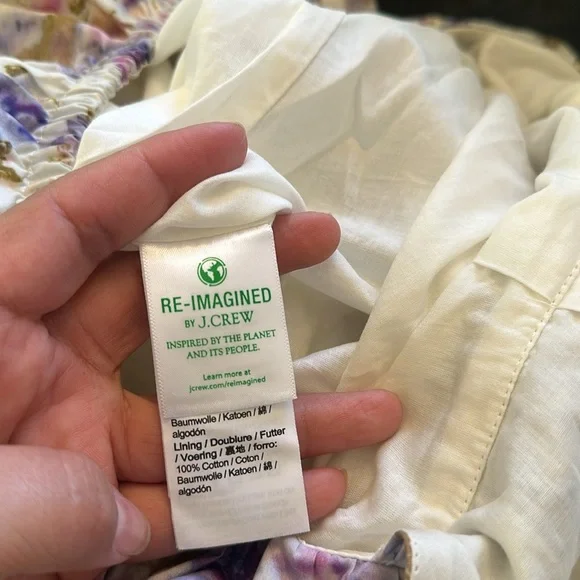 RE-IMAGINED
BY J.CREW
INSPIRED BY THE PLANET
AND ITS PEOPLE.
Learn more at
jcrew.com/reimagined
Baumwolle / Katoen / 綿 /
algodón
Lining / Doublure / Futter
/ Voering / 裏地 / forro:
100% Cotton / Coton /
Baumwolle / Katoen / 綿 /
algodón